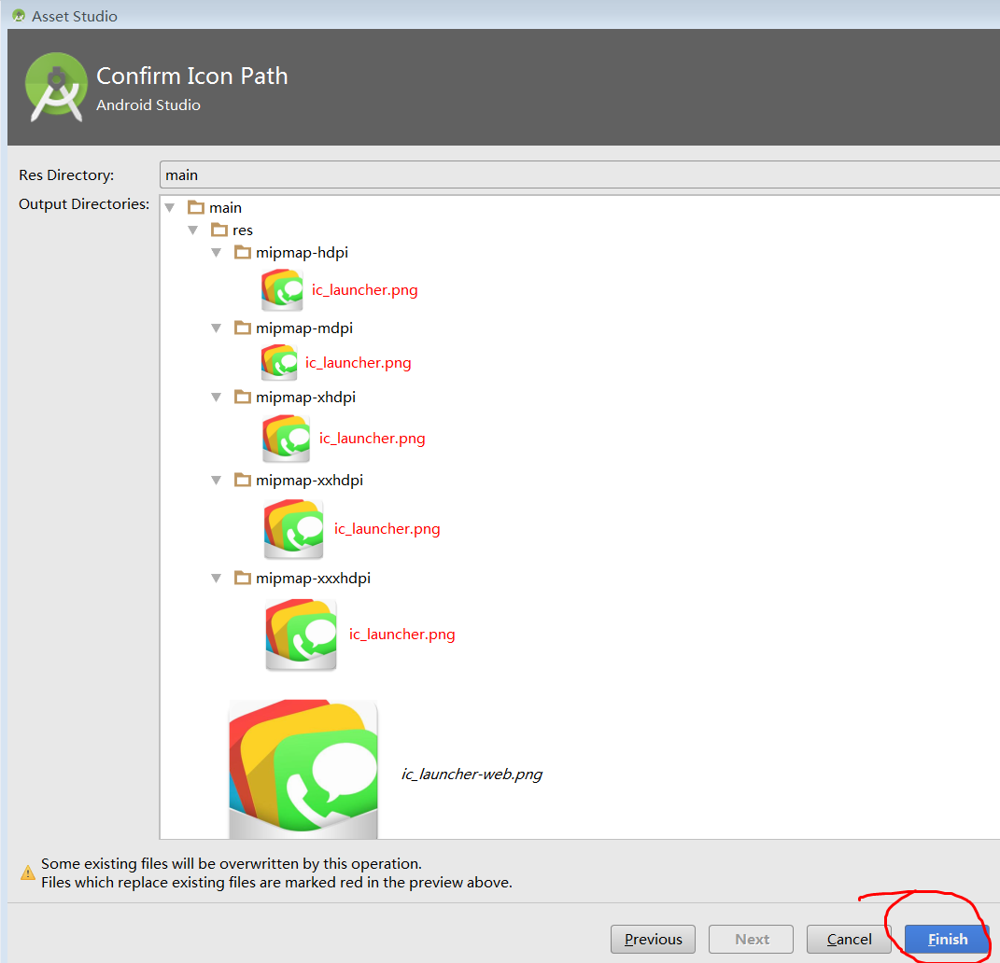 Asset Studio
Confirm Icon Path
Android Studio
Res Directory:
main
Output Directories:
main
res
mipmap-hdpi
ic_launcher.png
mipmap-mdpi
ic_launcher.png
mipmap-xhdpi
ic_launcher.png
mipmap-xxhdpi
ic_launcher.png
mipmap-xxxhdpi
ic_launcher.png
ic_launcher-web.png
Some existing files will be overwritten by this operation.
Files which replace existing files are marked red in the preview above.
Previous
Next
Cancel
Finish